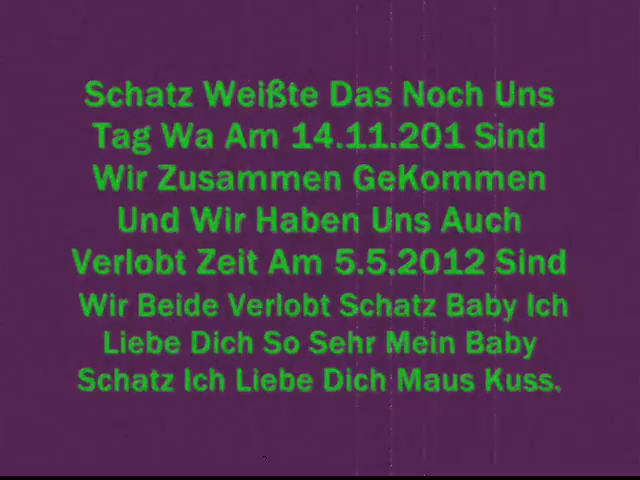 Schatz Weißte Das Noch Uns
Tag Wa Am 14.11.201 Sind
Wir Zusammen GeKommen
Und Wir Haben Uns Auch
Verlobt Zeit Am 5.5.2012 Sind
Wir Beide Verlobt Schatz Baby Ich
Liebe Dich So Sehr Mein Baby
Schatz Ich Liebe Dich Maus Kuss.